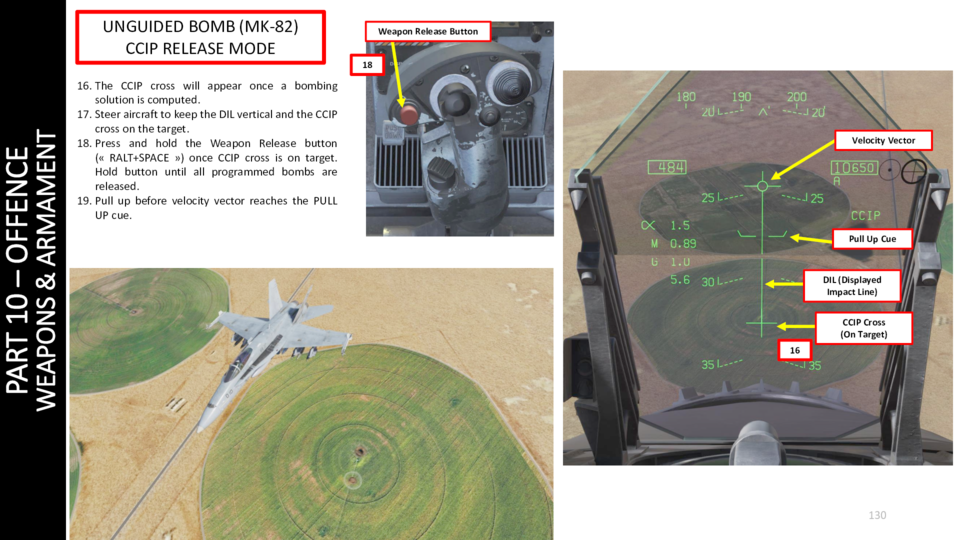 PART 10 – OFFENCE
WEAPONS & ARMAMENT
UNGUIDED BOMB (MK-82)
CCIP RELEASE MODE
16. The CCIP cross will appear once a bombing
solution is computed.
17. Steer aircraft to keep the DIL vertical and the CCIP
cross on the target.
18. Press and hold the Weapon Release button
(« RALT+SPACE ») once CCIP cross is on target.
Hold button until all programmed bombs are
released.
19. Pull up before velocity vector reaches the PULL
UP cue.
Weapon Release Button
18
180 190 200
20 20
Velocity Vector
484
10650
A
25 25
CCIP
α 1.5
M 0.89
G 1.0
5.6
Pull Up Cue
30
DIL (Displayed
Impact Line)
CCIP Cross
(On Target)
16
35 35
130